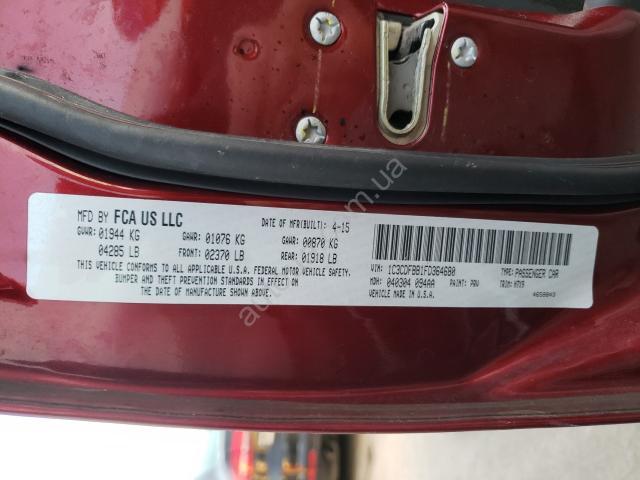 MFD BY FCA US LLC DATE OF MFR(BUILT): 4-15
GVWR: 01944 KG GAWR: 01076 KG GAWR: 00870 KG
04285 LB FRONT: 02370 LB REAR: 01918 LB
THIS VEHICLE CONFORMS TO ALL APPLICABLE U.S.A. FEDERAL MOTOR VEHICLE SAFETY,
BUMPER AND THEFT PREVENTION STANDARDS IN EFFECT ON
THE DATE OF MANUFACTURE SHOWN ABOVE.
VIN: 1C3CDFBB1FD364680 TYPE: PASSENGER CAR
MDH: 040304 094AA PAINT: PRV TRIM: H7X9
VEHICLE MADE IN U.S.A. 4658843